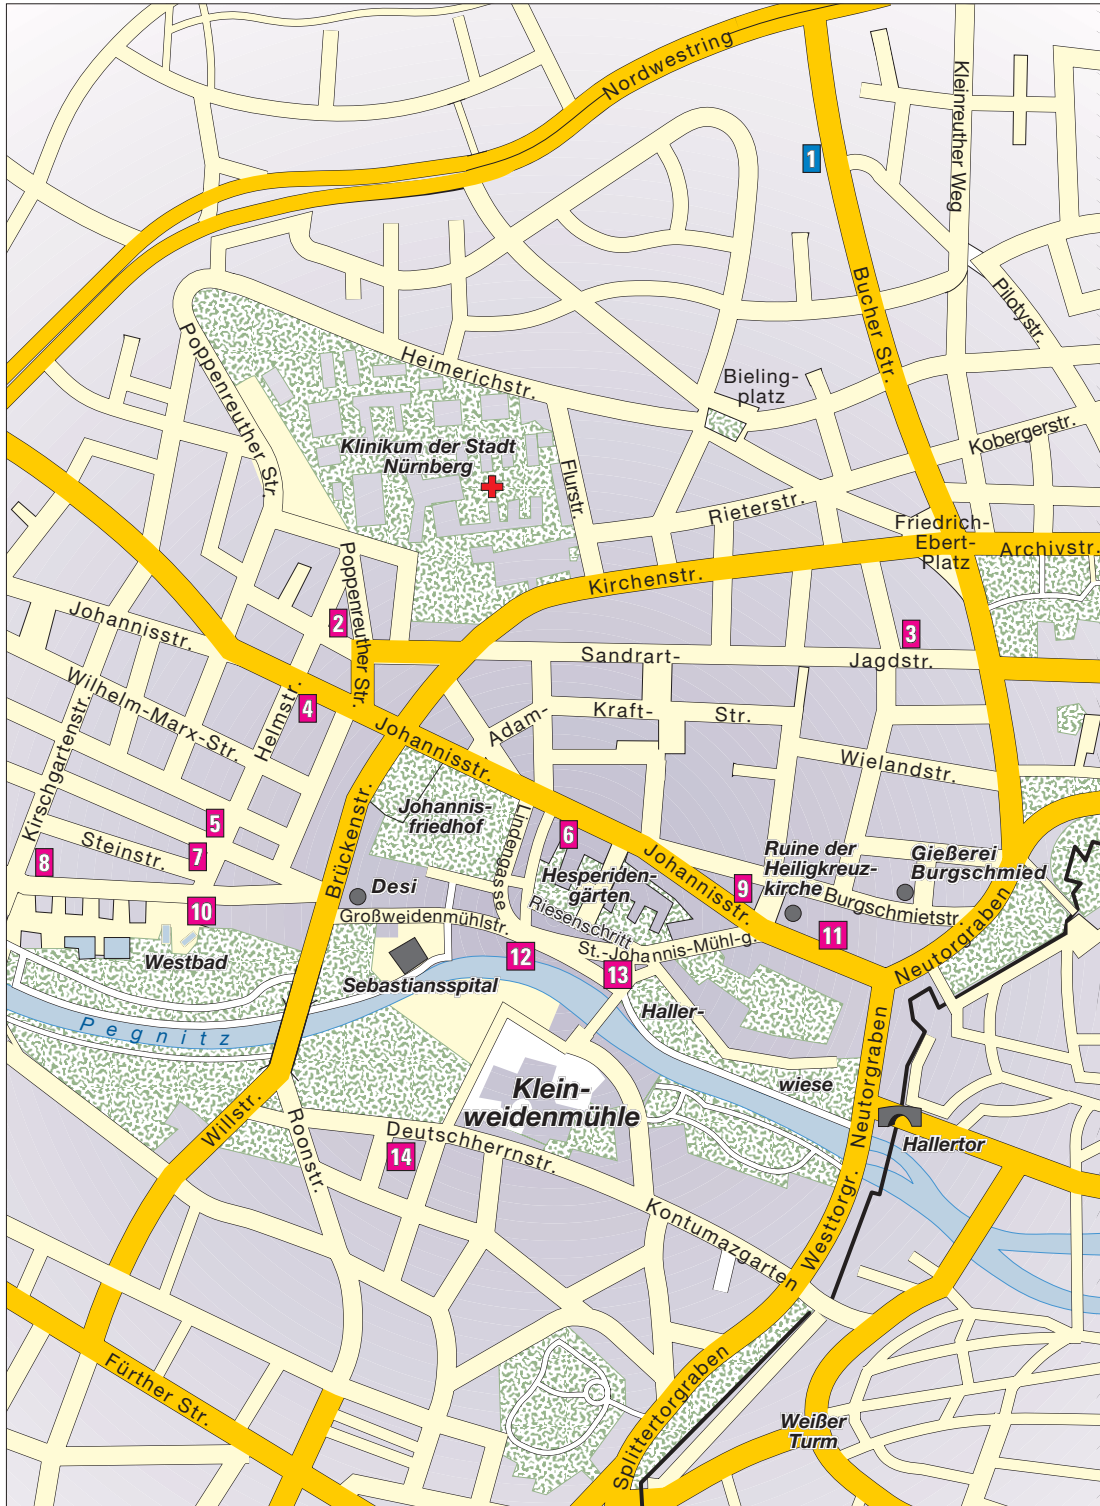 Nordwestring
Kleinreuther Weg
1
Bucher Str.
Pilotystr.
Poppenreuther Str.
Heimerichstr.
Bieling-
platz
Kobergerstr.
Klinikum der Stadt
Nürnberg
Flurstr.
Rieterstr.
Friedrich-
Ebert-
Platz
Archivstr.
Kirchenstr.
Poppenreuther Str.
Johannisstr.
2
3
Sandrart-
Jagdstr.
Wilhelm-Marx-Str.
Helmstr.
4
Kirschgartenstr.
Johannisstr.
Adam-
Kraft-
Str.
Wielandstr.
Brückenstr.
Johannis-
friedhof
Lindengasse
5
6
Steinstr.
7
8
Johannisstr.
Ruine der
Heiligkreuz-
kirche
Gießerei
Burgschmied
Hesperiden-
gärten
9
Desi
10
Großweidenmühlstr.
Riesenschritt
Burgschmietstr.
11
St.-Johannis-Mühl-g.
12
13
Westbad
Sebastiansspital
Neutorgraben
Haller-
wiese
Pegnitz
Neutorgraben
Klein-
weidenmühle
Willstr.
Roonstr.
Deutschherrnstr.
14
Hallertor
Kontumazgarten
Westtorgr.
Fürther Str.
Splittertorgraben
Weißer
Turm